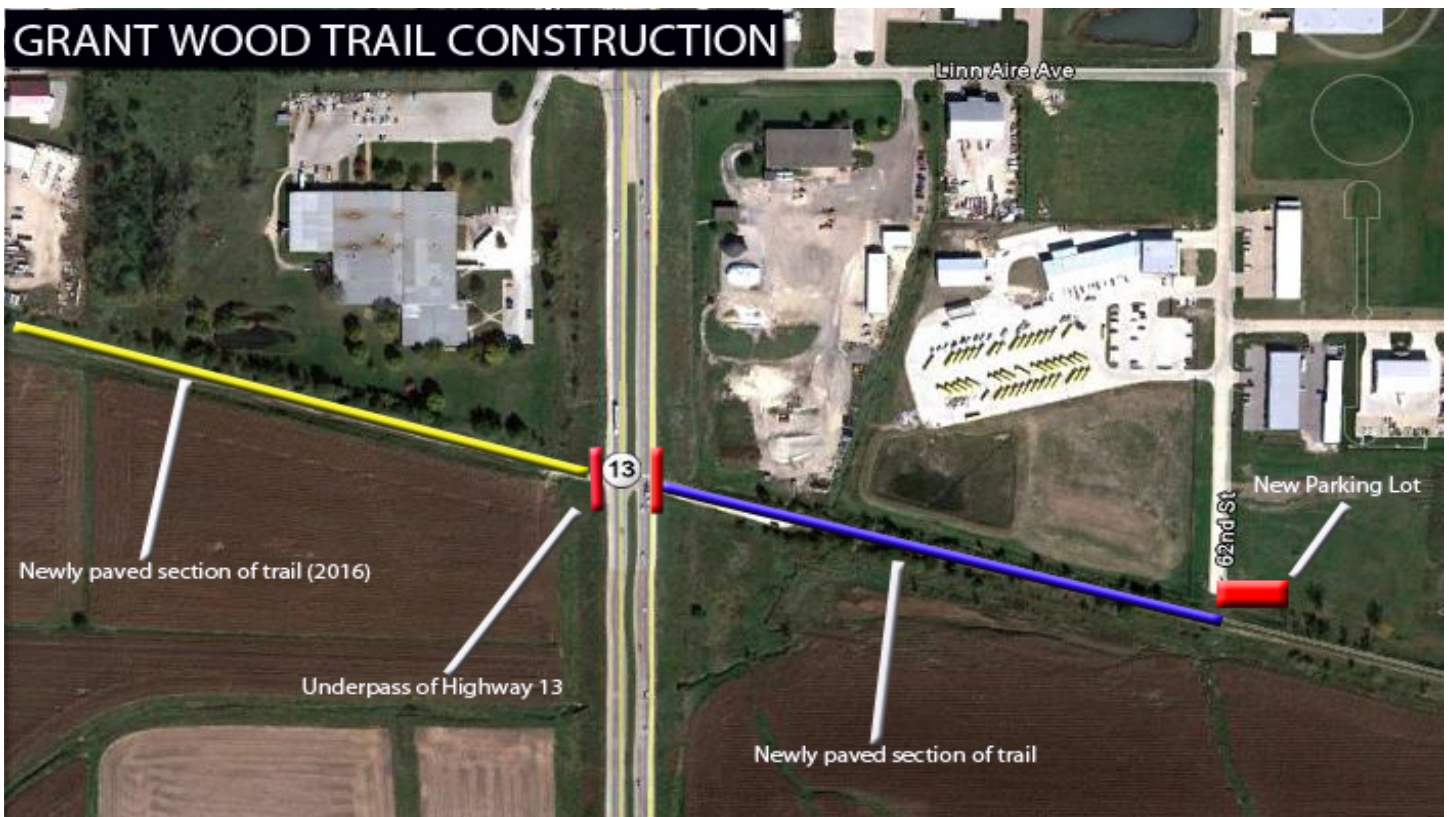 GRANT WOOD TRAIL CONSTRUCTION
Linn Aire Ave
13
New Parking Lot
62nd St
Newly paved section of trail (2016)
Underpass of Highway 13
Newly paved section of trail